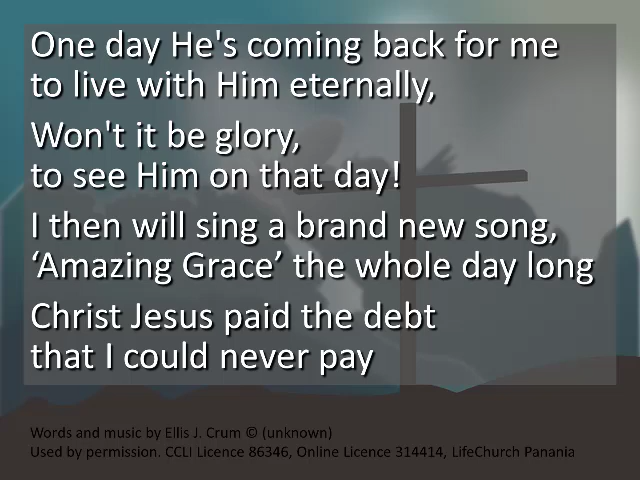 One day He's coming back for me
to live with Him eternally,
Won't it be glory,
to see Him on that day!
I then will sing a brand new song,
‘Amazing Grace’ the whole day long
Christ Jesus paid the debt
that I could never pay
Words and music by Ellis J. Crum © (unknown)
Used by permission. CCLI Licence 86346, Online Licence 314414, LifeChurch Panania